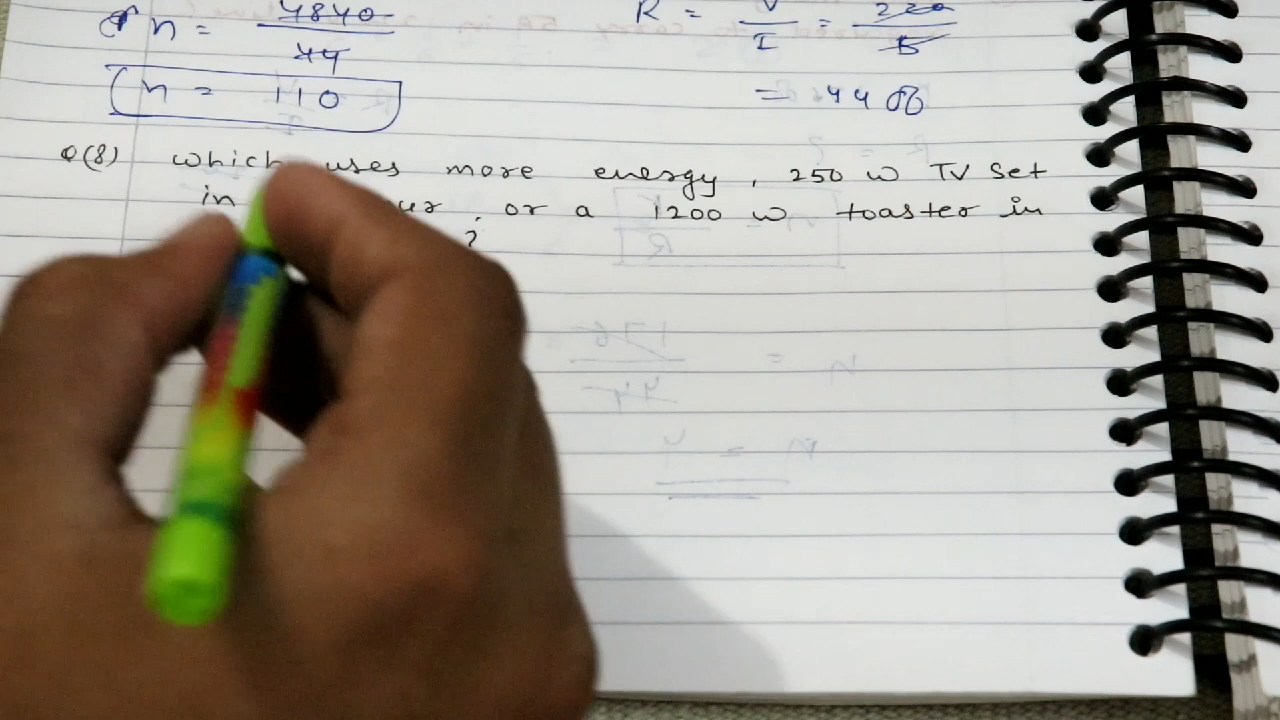 n = 4840 / 44
R = V / I = 220 / 5
n = 110
= 44 Ω
Q(8) which uses more energy, 250 w TV Set
in , or a 1200 w toaster in
?